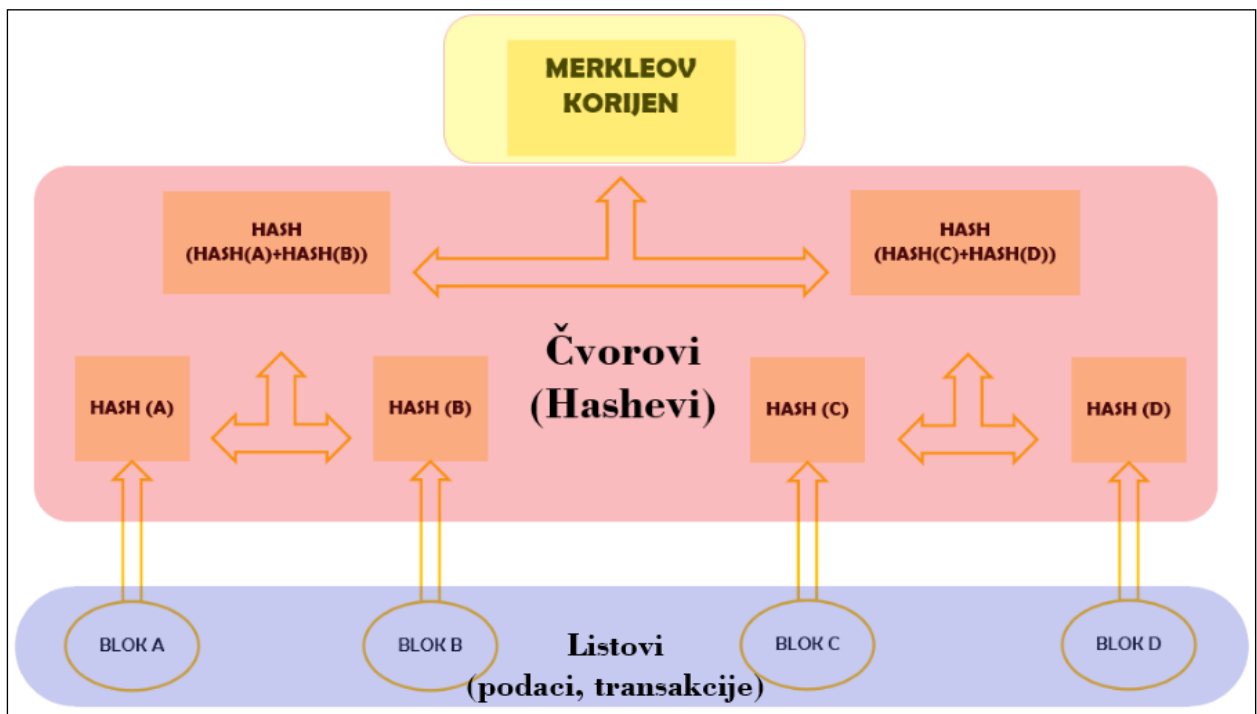 MERKLEOV
KORIJEN
HASH
(HASH(A)+HASH(B))
HASH
(HASH(C)+HASH(D))
Čvorovi
(Hashevi)
HASH (A)
HASH (B)
HASH (C)
HASH (D)
BLOK A
BLOK B
Listovi
(podaci, transakcije)
BLOK C
BLOK D